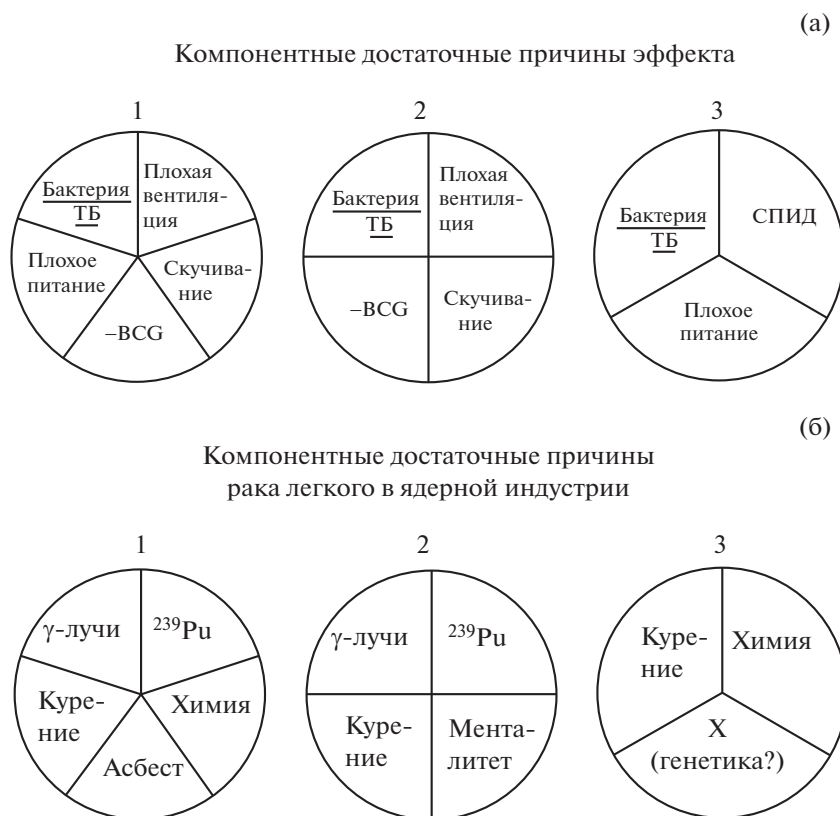 (а)
Компонентные достаточные причины эффекта
1
2
3
Бактерия
ТБ
Плохая
вентиля-
ция
Плохое
питание
Скучива-
ние
–BCG
Бактерия
ТБ
Плохая
вентиля-
ция
–BCG
Скучива-
ние
Бактерия
ТБ
СПИД
Плохое
питание
(б)
Компонентные достаточные причины
рака легкого в ядерной индустрии
1
2
3
γ-лучи
²³⁹Pu
Куре-
ние
Химия
Асбест
γ-лучи
²³⁹Pu
Куре-
ние
Мента-
литет
Куре-
ние
Химия
X
(генетика?)